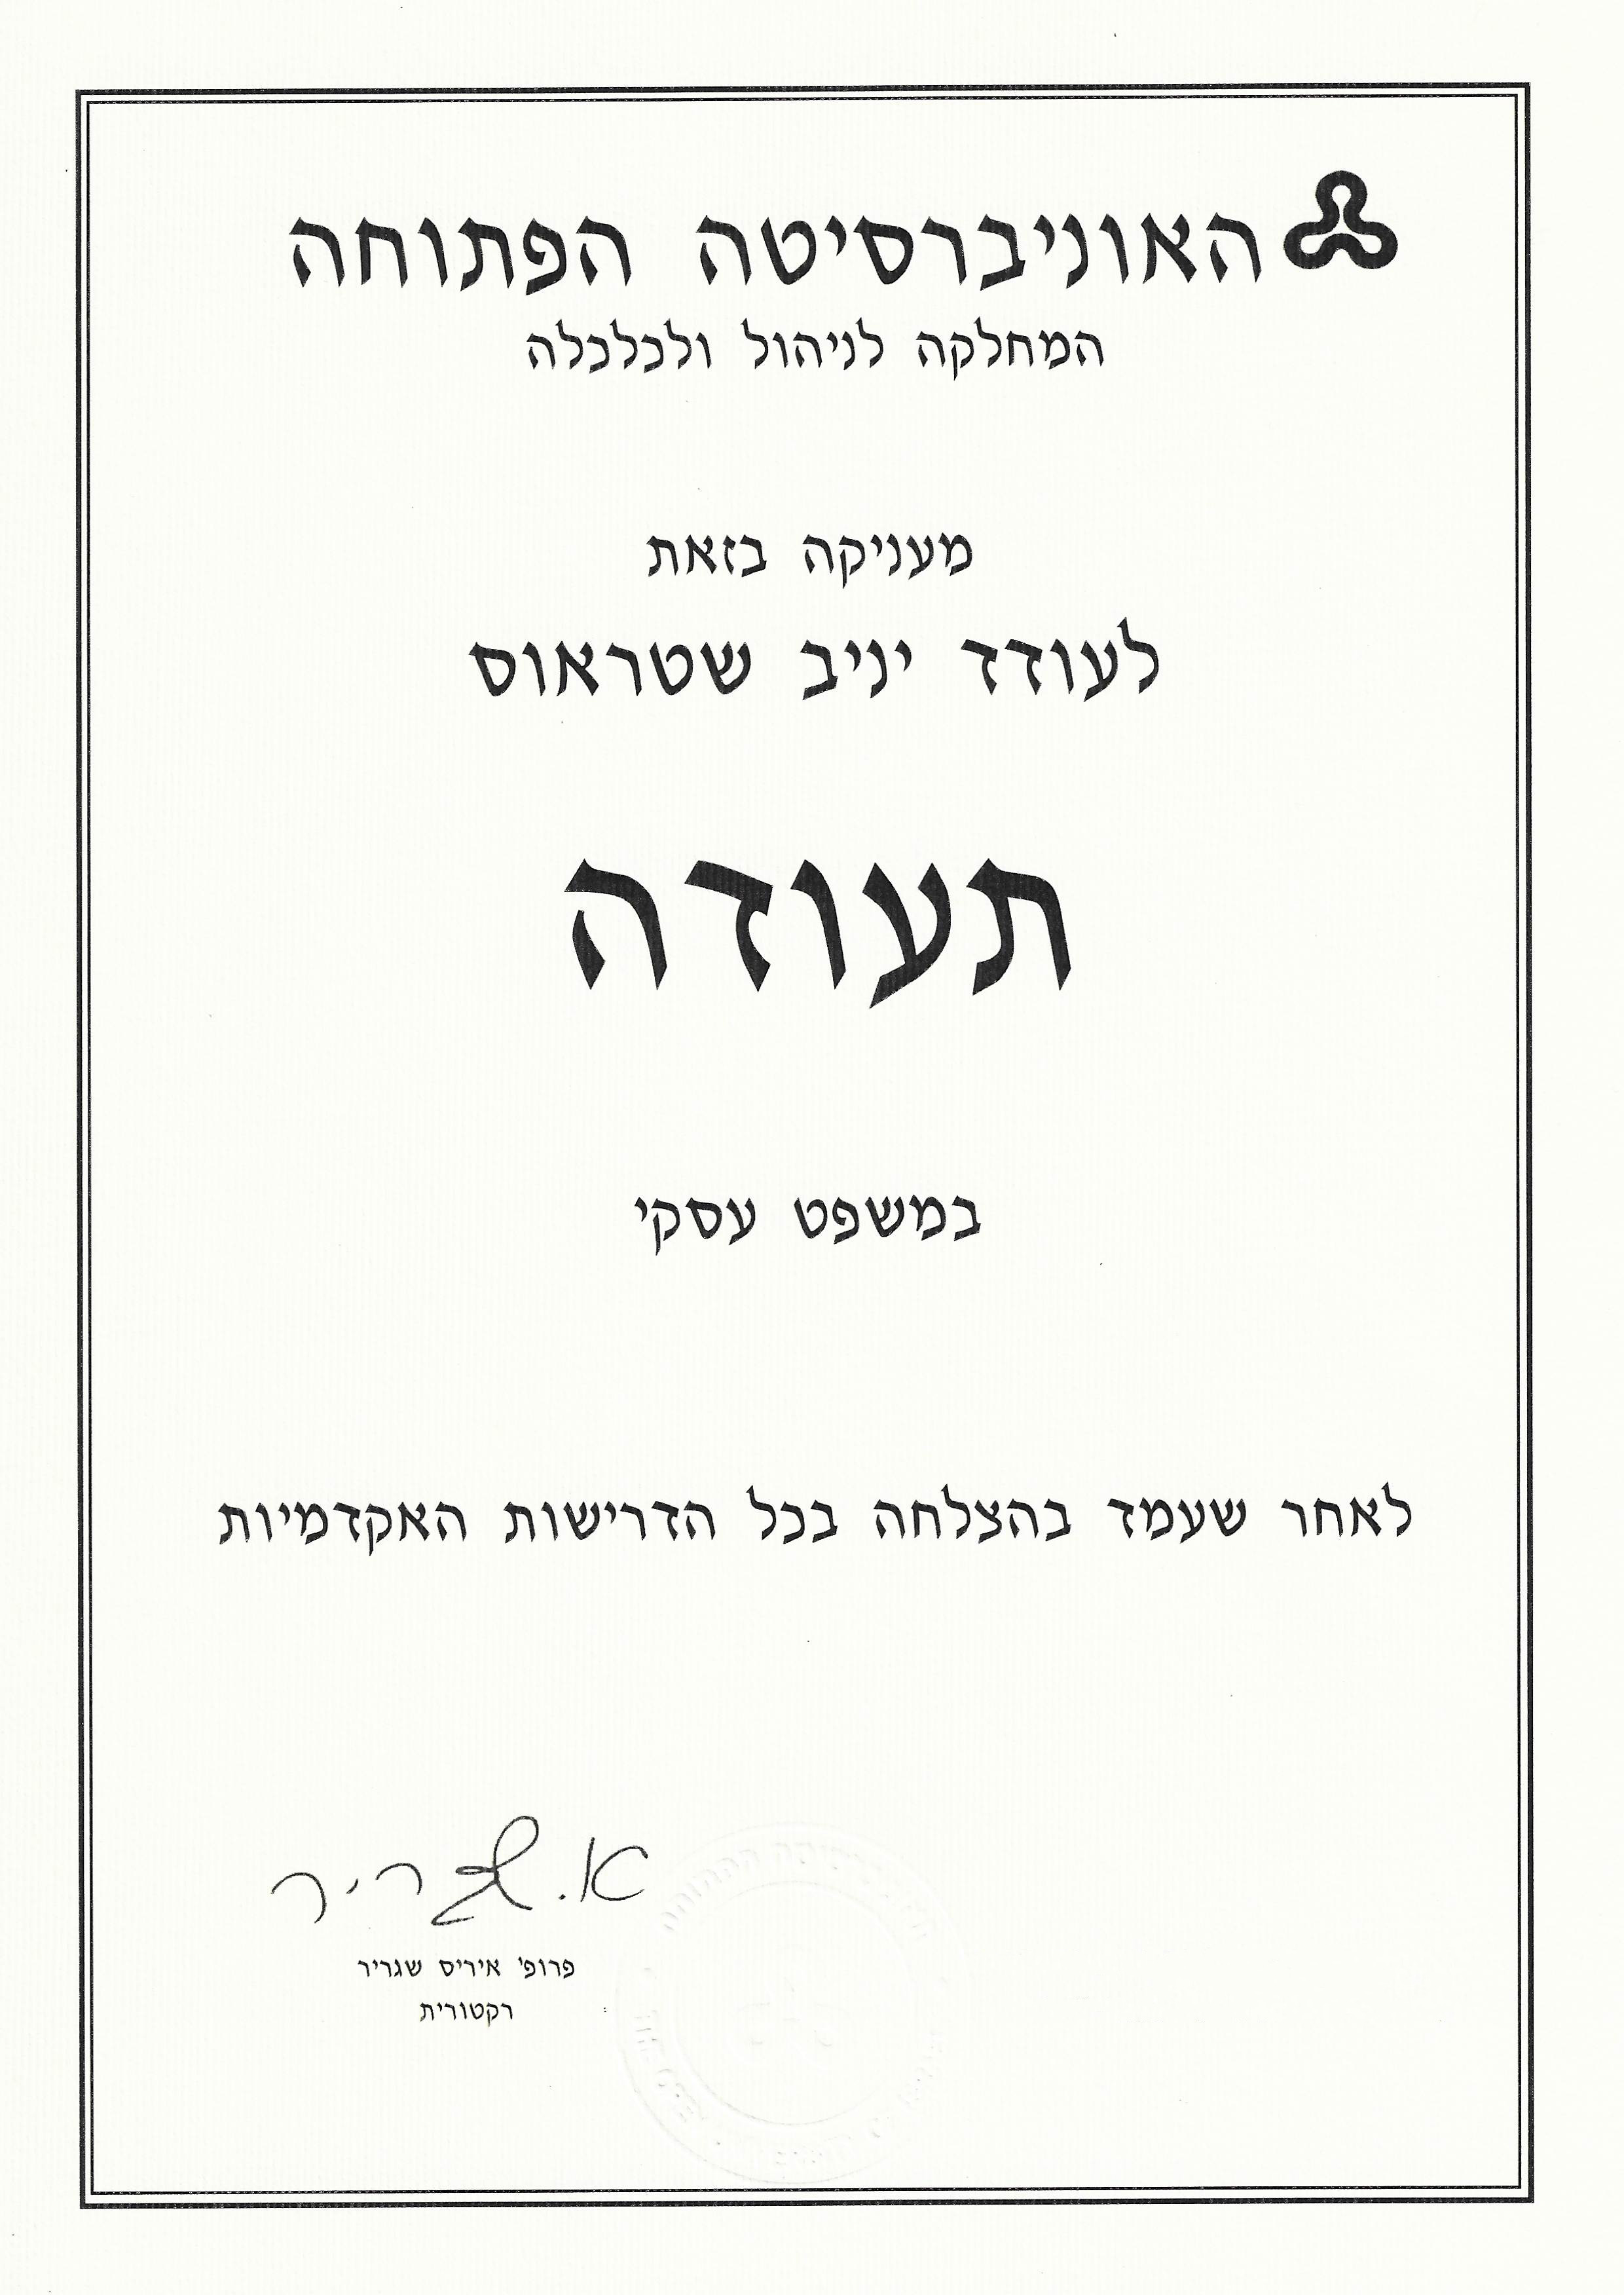 האוניברסיטה הפתוחה
המחלקה לניהול ולכלכלה
מעניקה בזאת
לעודד יניב שטראוס
תעודה
במשפט עסקי
לאחר שעמד בהצלחה בכל הדרישות האקדמיות
א. שגריר
פרופ' איריס שגריר
רקטורית